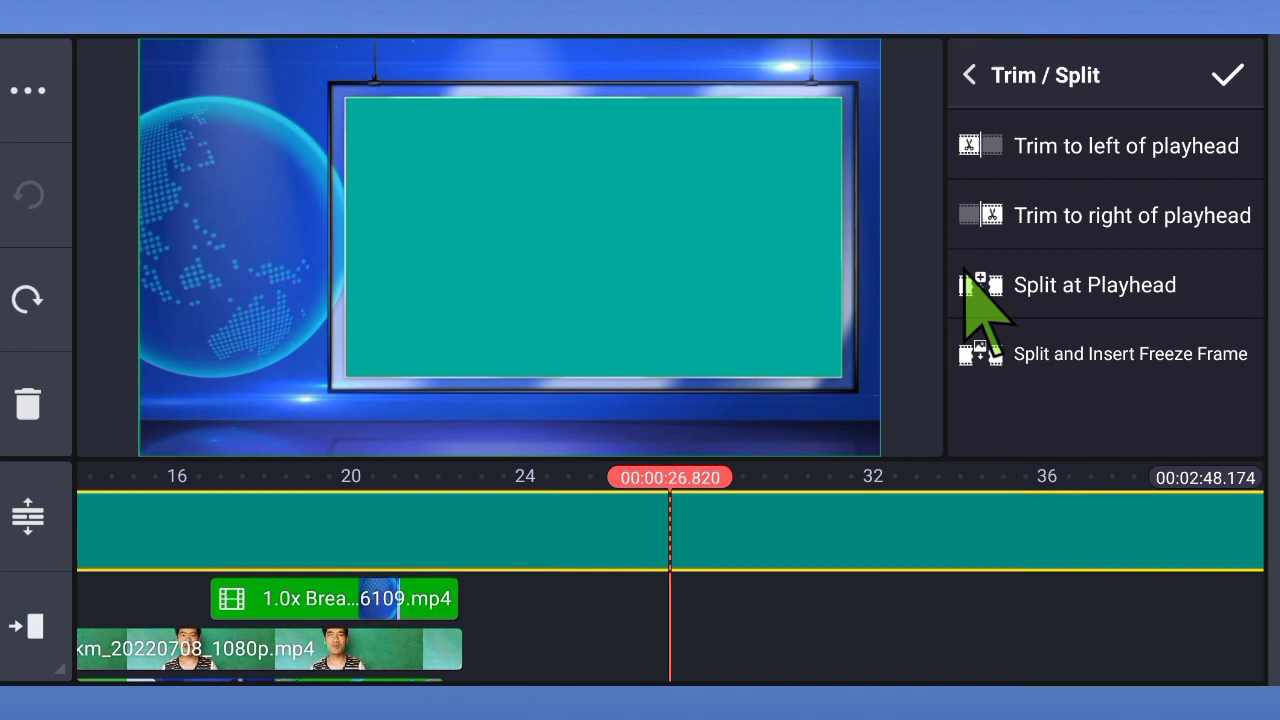 Trim / Split
Trim to left of playhead
Trim to right of playhead
Split at Playhead
Split and Insert Freeze Frame
16 20 24 00:00:26.820 32 36 00:02:48.174
1.0x Brea...6109.mp4
km_20220708_1080p.mp4